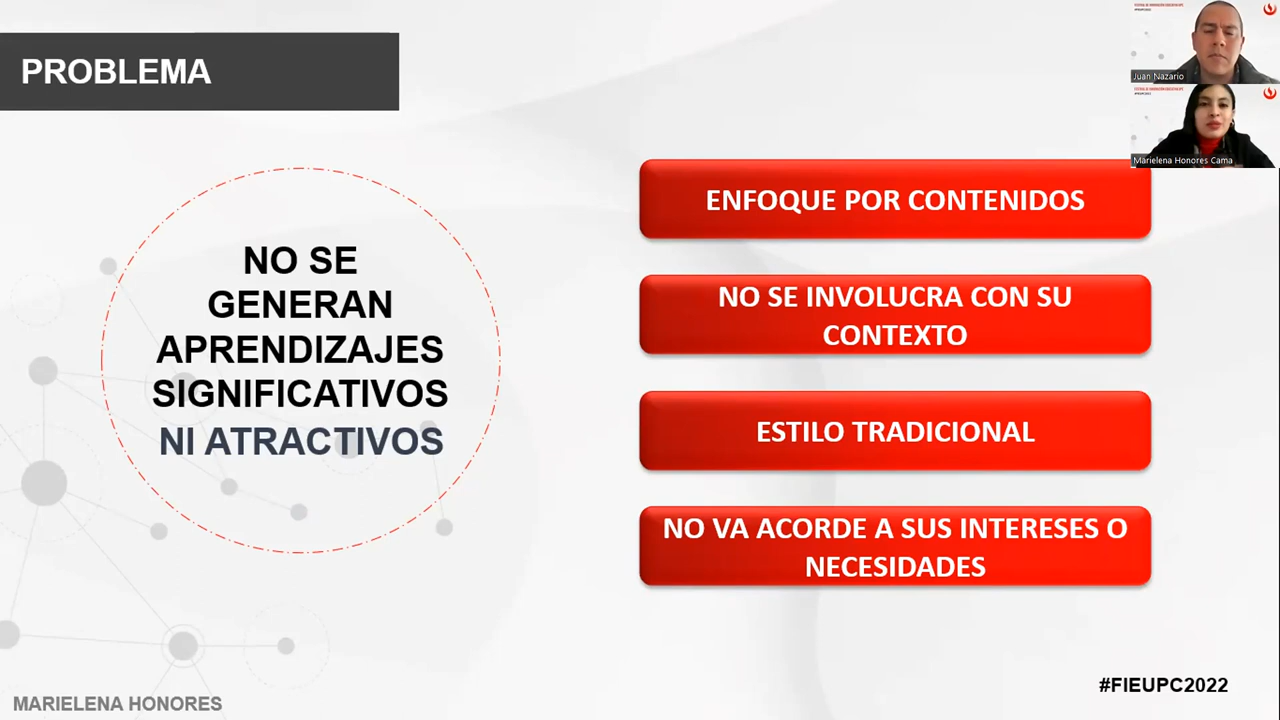 PROBLEMA
NO SE
GENERAN
APRENDIZAJES
SIGNIFICATIVOS
NI ATRACTIVOS
ENFOQUE POR CONTENIDOS
NO SE INVOLUCRA CON SU
CONTEXTO
ESTILO TRADICIONAL
NO VA ACORDE A SUS INTERESES O
NECESIDADES
Juan Nazario
Marielena Honores Cama
#FIEUPC2022
MARIELENA HONORES